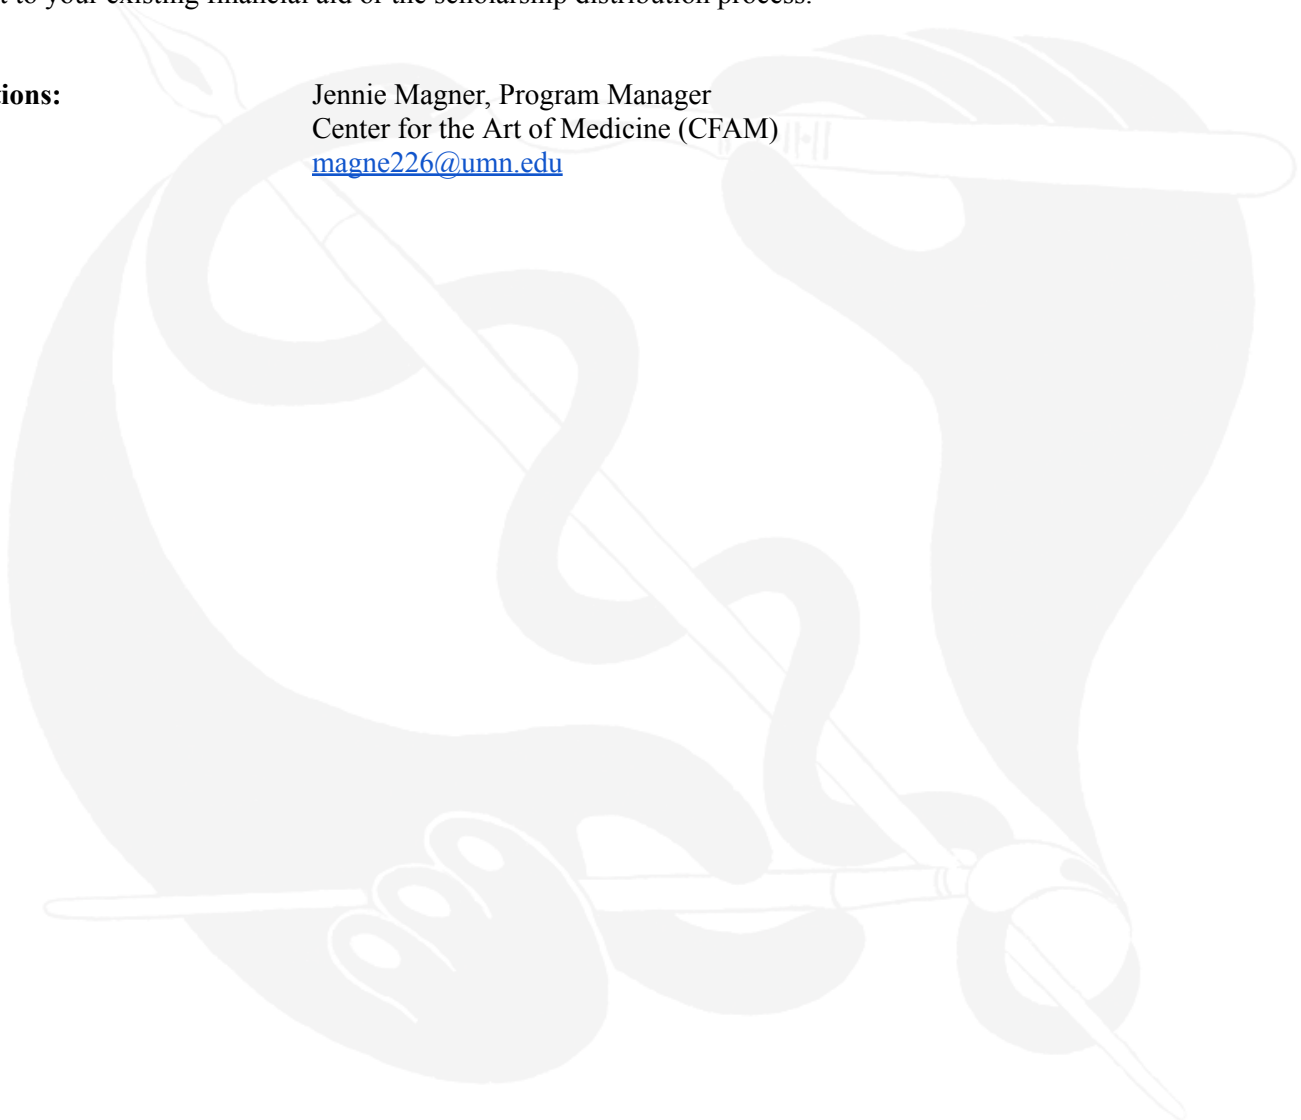 t to your existing financial aid or the scholarship distribution process.
tions: Jennie Magner, Program Manager
Center for the Art of Medicine (CFAM)
magne226@umn.edu